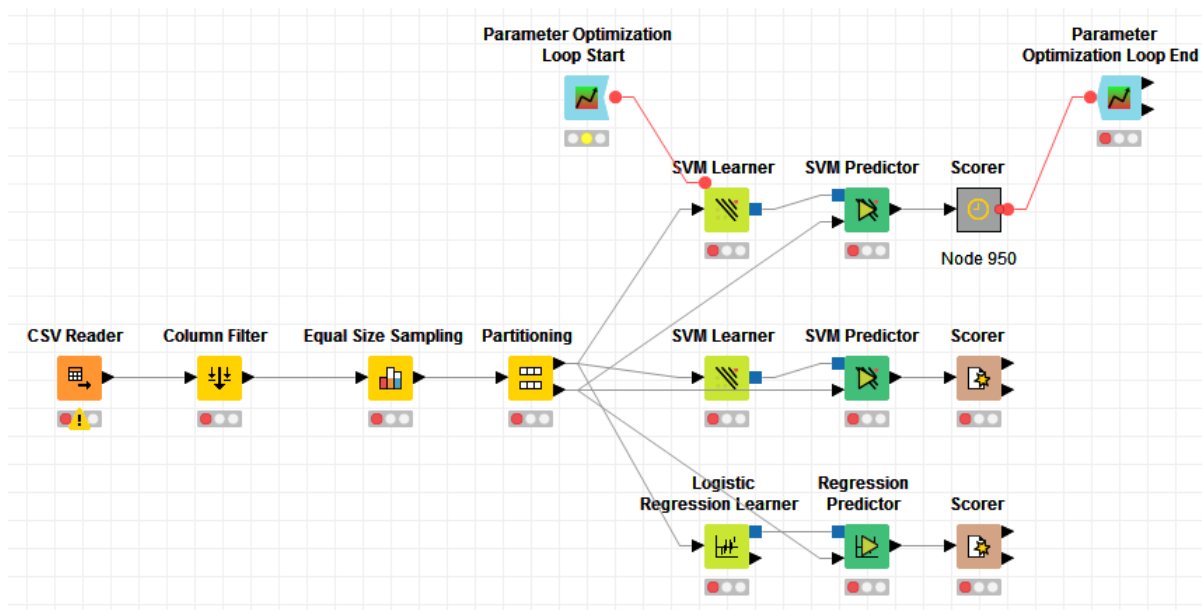 Parameter Optimization
Loop Start
Parameter
Optimization Loop End
SVM Learner
SVM Predictor
Scorer
Node 950
CSV Reader
Column Filter
Equal Size Sampling
Partitioning
SVM Learner
SVM Predictor
Scorer
Logistic
Regression Learner
Regression
Predictor
Scorer